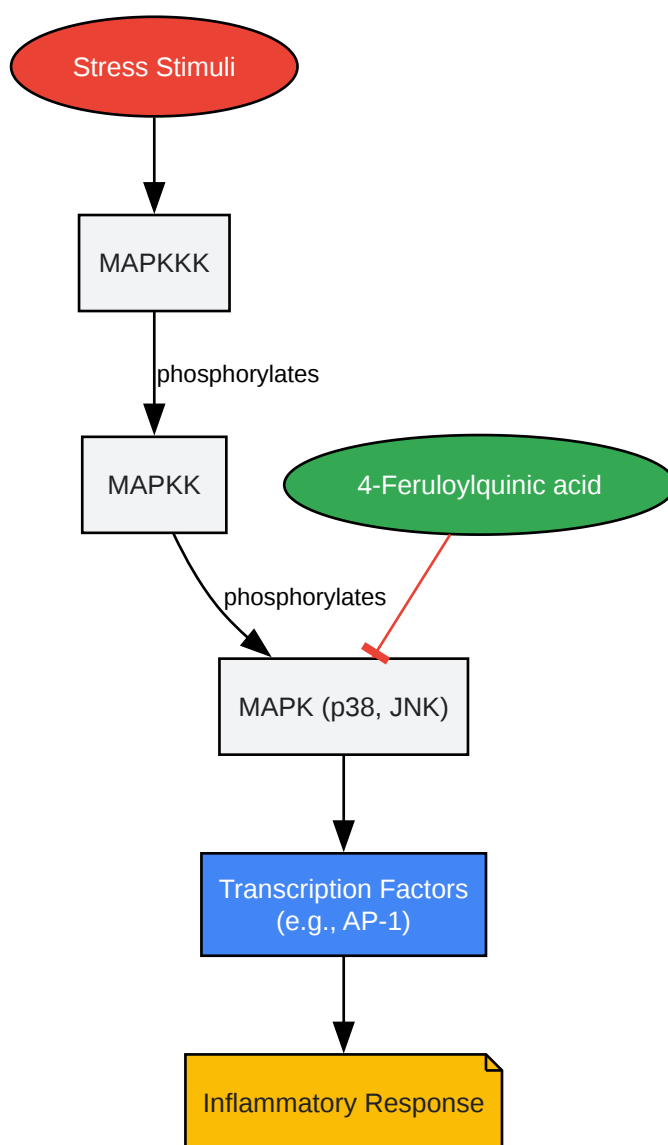 Stress Stimuli
MAPKKK
phosphorylates
MAPKK
4-Feruloylquinic acid
phosphorylates
MAPK (p38, JNK)
Transcription Factors
(e.g., AP-1)
Inflammatory Response